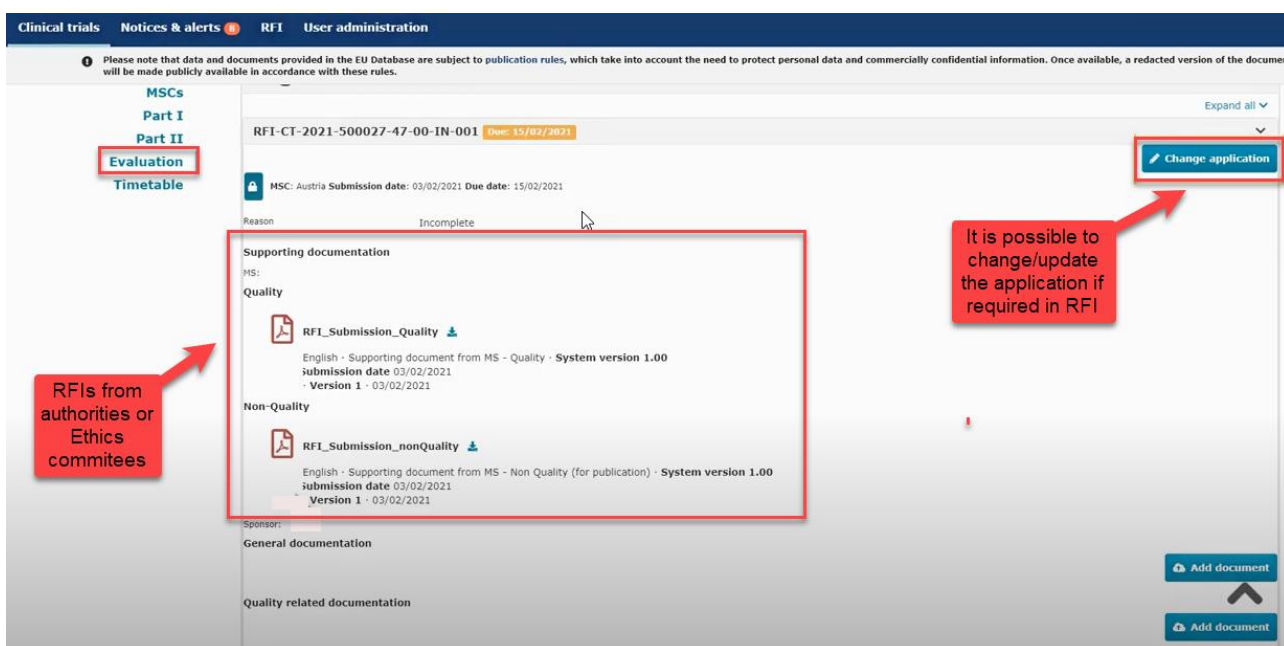 Clinical trials Notices & alerts 8 RFI User administration
Please note that data and documents provided in the EU Database are subject to publication rules, which take into account the need to protect personal data and commercially confidential information. Once available, a redacted version of the docume
will be made publicly available in accordance with these rules.
MSCs
Part I
Part II
Evaluation
Timetable
Expand all
RFI-CT-2021-500027-47-00-IN-001 Due: 15/02/2021
Change application
MSC: Austria Submission date: 03/02/2021 Due date: 15/02/2021
Reason Incomplete
It is possible to
change/update
the application if
required in RFI
Supporting documentation
MS:
Quality
RFI_Submission_Quality
English · Supporting document from MS - Quality · System version 1.00
Submission date 03/02/2021
· Version 1 · 03/02/2021
RFIs from
authorities or
Ethics
commitees
Non-Quality
RFI_Submission_nonQuality
English · Supporting document from MS - Non Quality (for publication) · System version 1.00
Submission date 03/02/2021
Version 1 · 03/02/2021
Sponsor:
General documentation
Add document
Quality related documentation
Add document